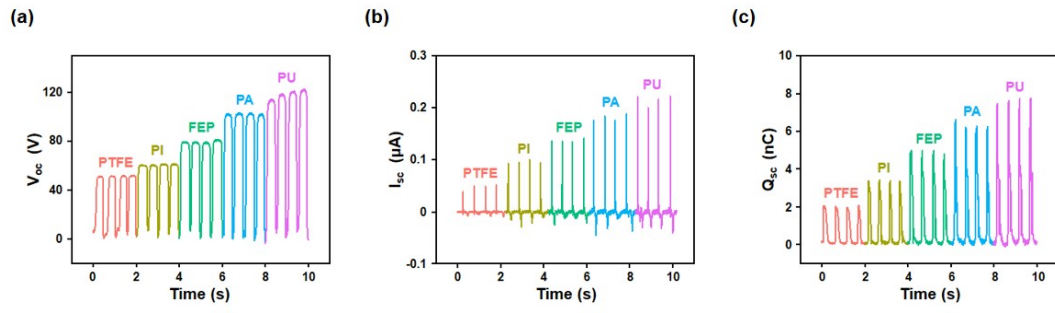 (a)
V_oc (V)
120
80
40
0
PTFE
PI
FEP
PA
PU
0 2 4 6 8 10
Time (s)
(b)
I_sc (µA)
0.3
0.2
0.1
0
-0.1
PTFE
PI
FEP
PA
PU
0 2 4 6 8 10
Time (s)
(c)
Q_sc (nC)
10
8
6
4
2
0
PTFE
PI
FEP
PA
PU
0 2 4 6 8 10
Time (s)